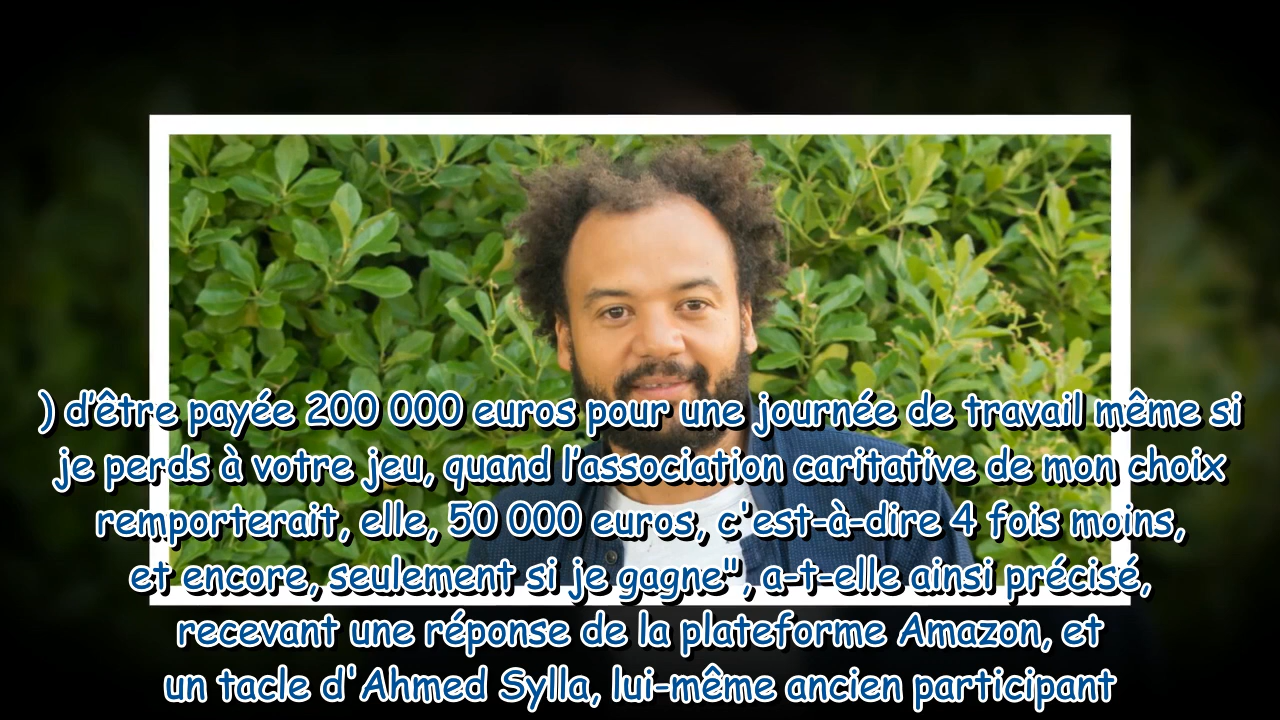 ) d'être payée 200 000 euros pour une journée de travail même si
je perds à votre jeu, quand l'association caritative de mon choix
remporterait, elle, 50 000 euros, c'est-à-dire 4 fois moins,
et encore, seulement si je gagne", a-t-elle ainsi précisé,
recevant une réponse de la plateforme Amazon, et
un tacle d'Ahmed Sylla, lui-même ancien participant